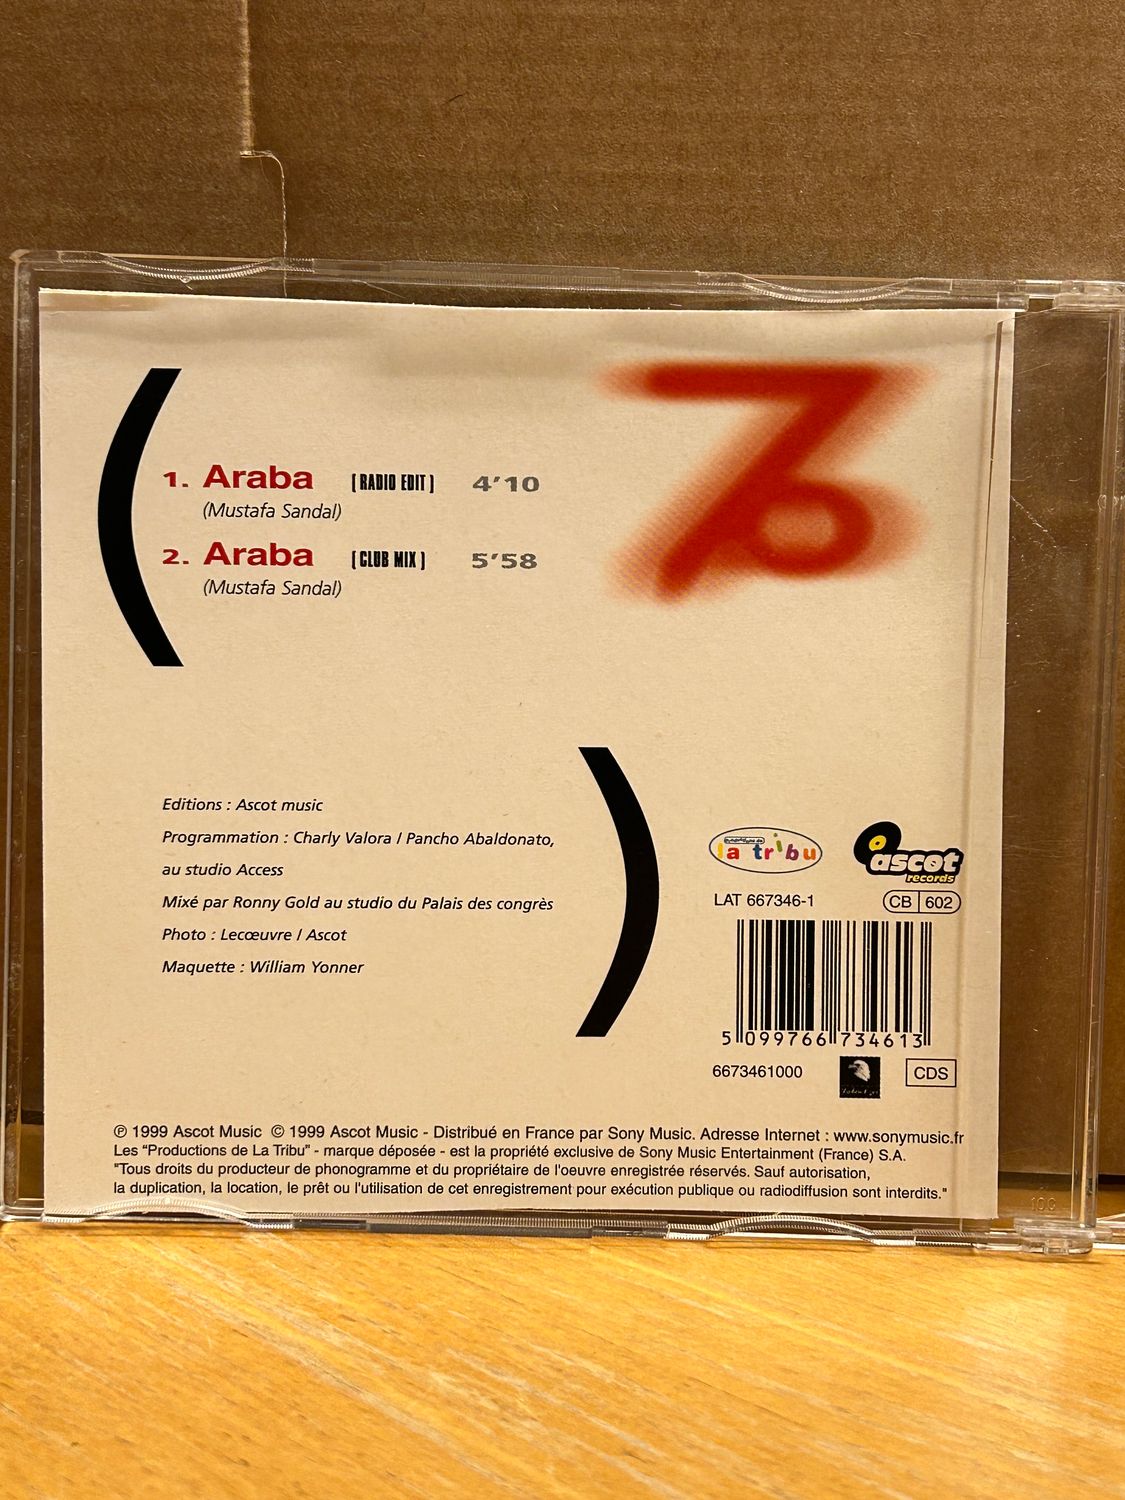 1. Araba [ RADIO EDIT ] 4'10
(Mustafa Sandal)
2. Araba [ CLUB MIX ] 5'58
(Mustafa Sandal)
Editions : Ascot music
Programmation : Charly Valora / Pancho Abaldonato,
au studio Access
Mixé par Ronny Gold au studio du Palais des congrès
Photo : Lecœuvre / Ascot
Maquette : William Yonner
la tribu
ascot
records
LAT 667346-1
CB 602
5 099766 734613
6673461000
CDS
℗ 1999 Ascot Music © 1999 Ascot Music - Distribué en France par Sony Music. Adresse Internet : www.sonymusic.fr
Les “Productions de La Tribu” - marque déposée - est la propriété exclusive de Sony Music Entertainment (France) S.A.
"Tous droits du producteur de phonogramme et du propriétaire de l'oeuvre enregistrée réservés. Sauf autorisation,
la duplication, la location, le prêt ou l'utilisation de cet enregistrement pour exécution publique ou radiodiffusion sont interdits."